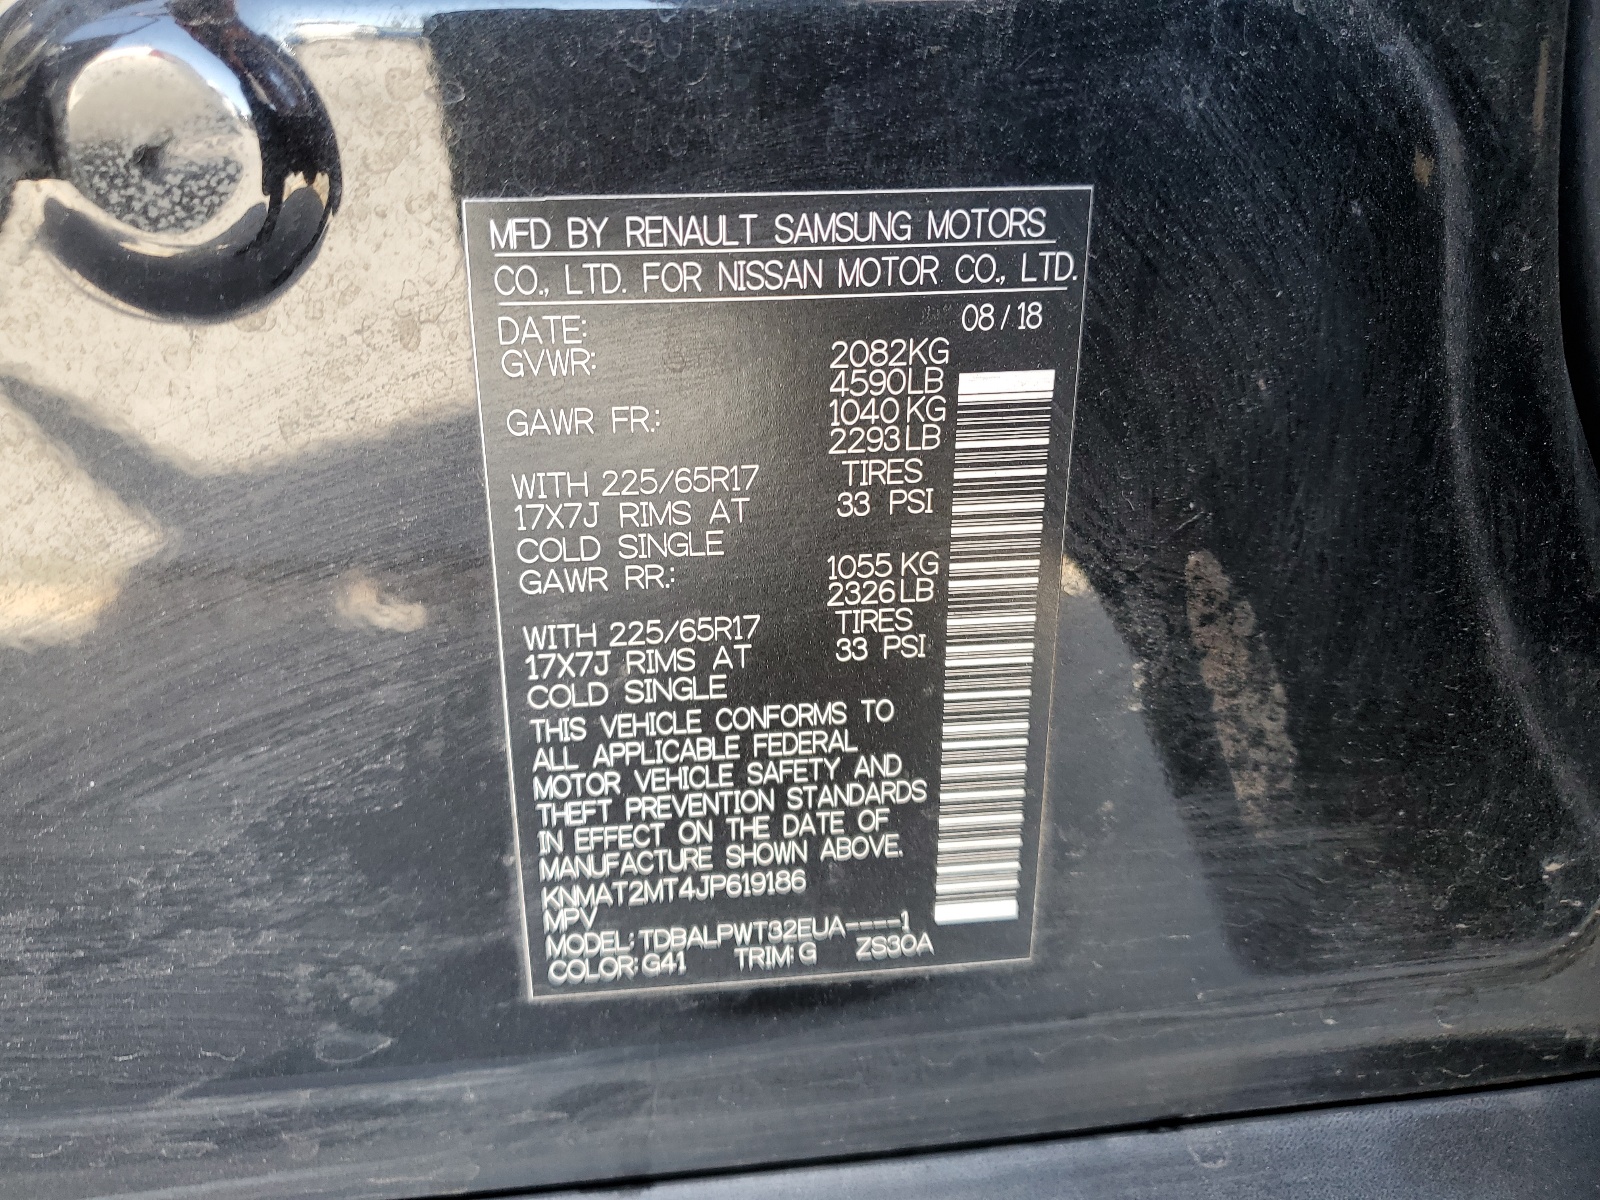 MFD BY RENAULT SAMSUNG MOTORS
CO., LTD. FOR NISSAN MOTOR CO., LTD.
DATE: 08/18
GVWR: 2082KG
4590LB
GAWR FR.: 1040 KG
2293LB
WITH 225/65R17 TIRES
17X7J RIMS AT 33 PSI
COLD SINGLE
GAWR RR.: 1055 KG
2326LB
WITH 225/65R17 TIRES
17X7J RIMS AT 33 PSI
COLD SINGLE
THIS VEHICLE CONFORMS TO
ALL APPLICABLE FEDERAL
MOTOR VEHICLE SAFETY AND
THEFT PREVENTION STANDARDS
IN EFFECT ON THE DATE OF
MANUFACTURE SHOWN ABOVE.
KNMAT2MT4JP619186
MPV
MODEL: TDBALPWT32EUA----1
COLOR: G41 TRIM: G ZS30A